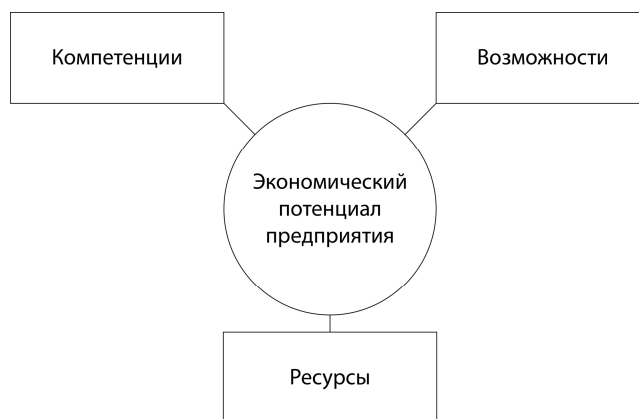 Компетенции
Возможности
Экономический
потенциал
предприятия
Ресурсы